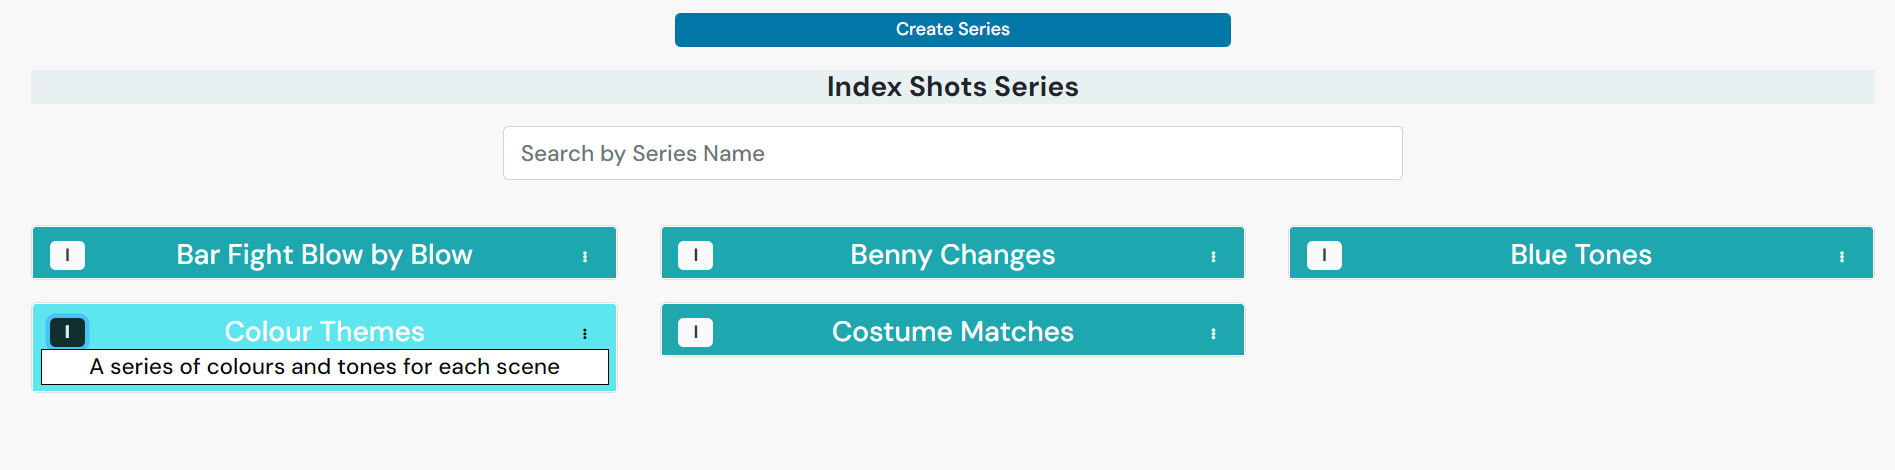 Create Series
Index Shots Series
Search by Series Name
I Bar Fight Blow by Blow
I Benny Changes
I Blue Tones
I Colour Themes
A series of colours and tones for each scene
I Costume Matches